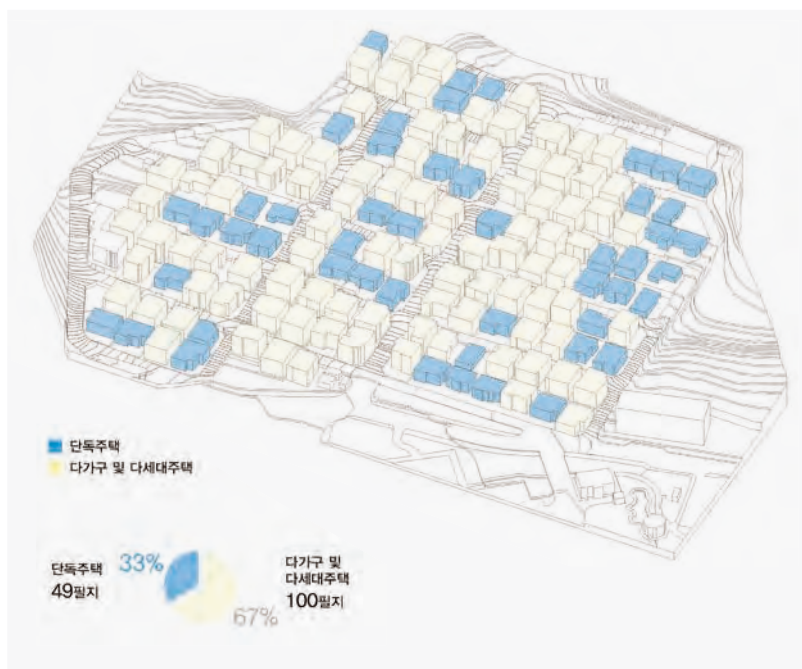 단독주택
다가구 및 다세대주택
단독주택
49필지
33%
67%
다가구 및
다세대주택
100필지